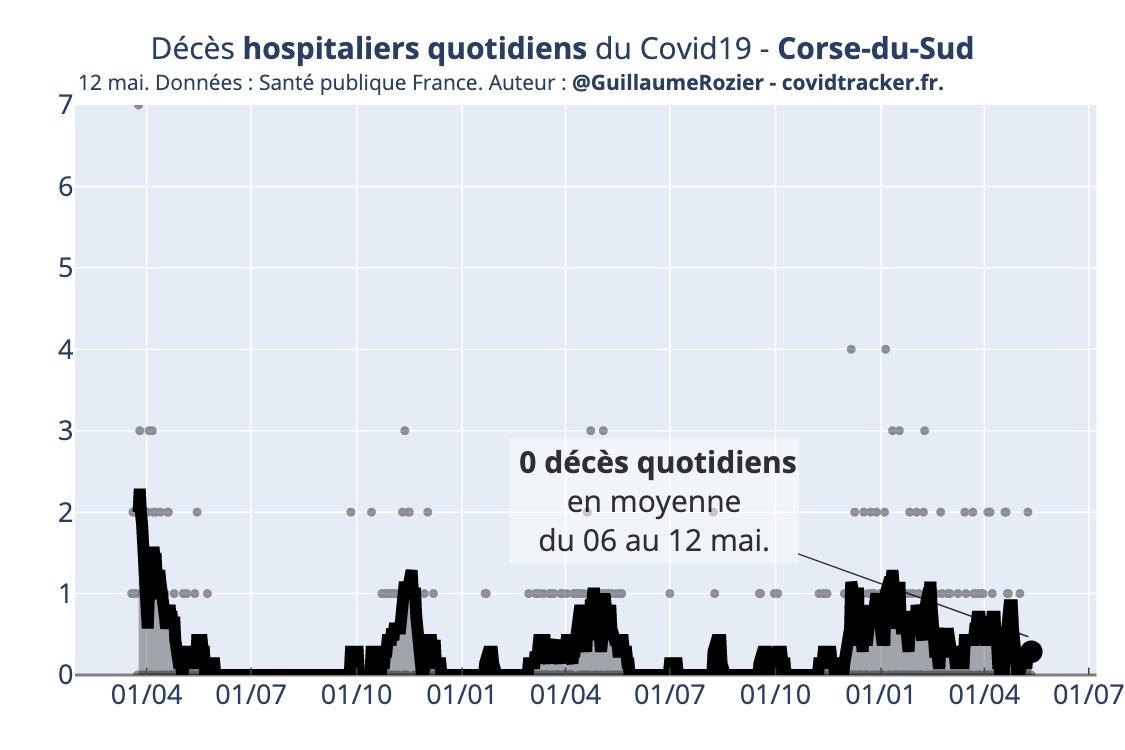 Décès hospitaliers quotidiens du Covid19 - Corse-du-Sud
12 mai. Données : Santé publique France. Auteur : @GuillaumeRozier - covidtracker.fr.
7
6
5
4
3
2
1
0
0 décès quotidiens
en moyenne
du 06 au 12 mai.
01/04 01/07 01/10 01/01 01/04 01/07 01/10 01/01 01/04 01/07